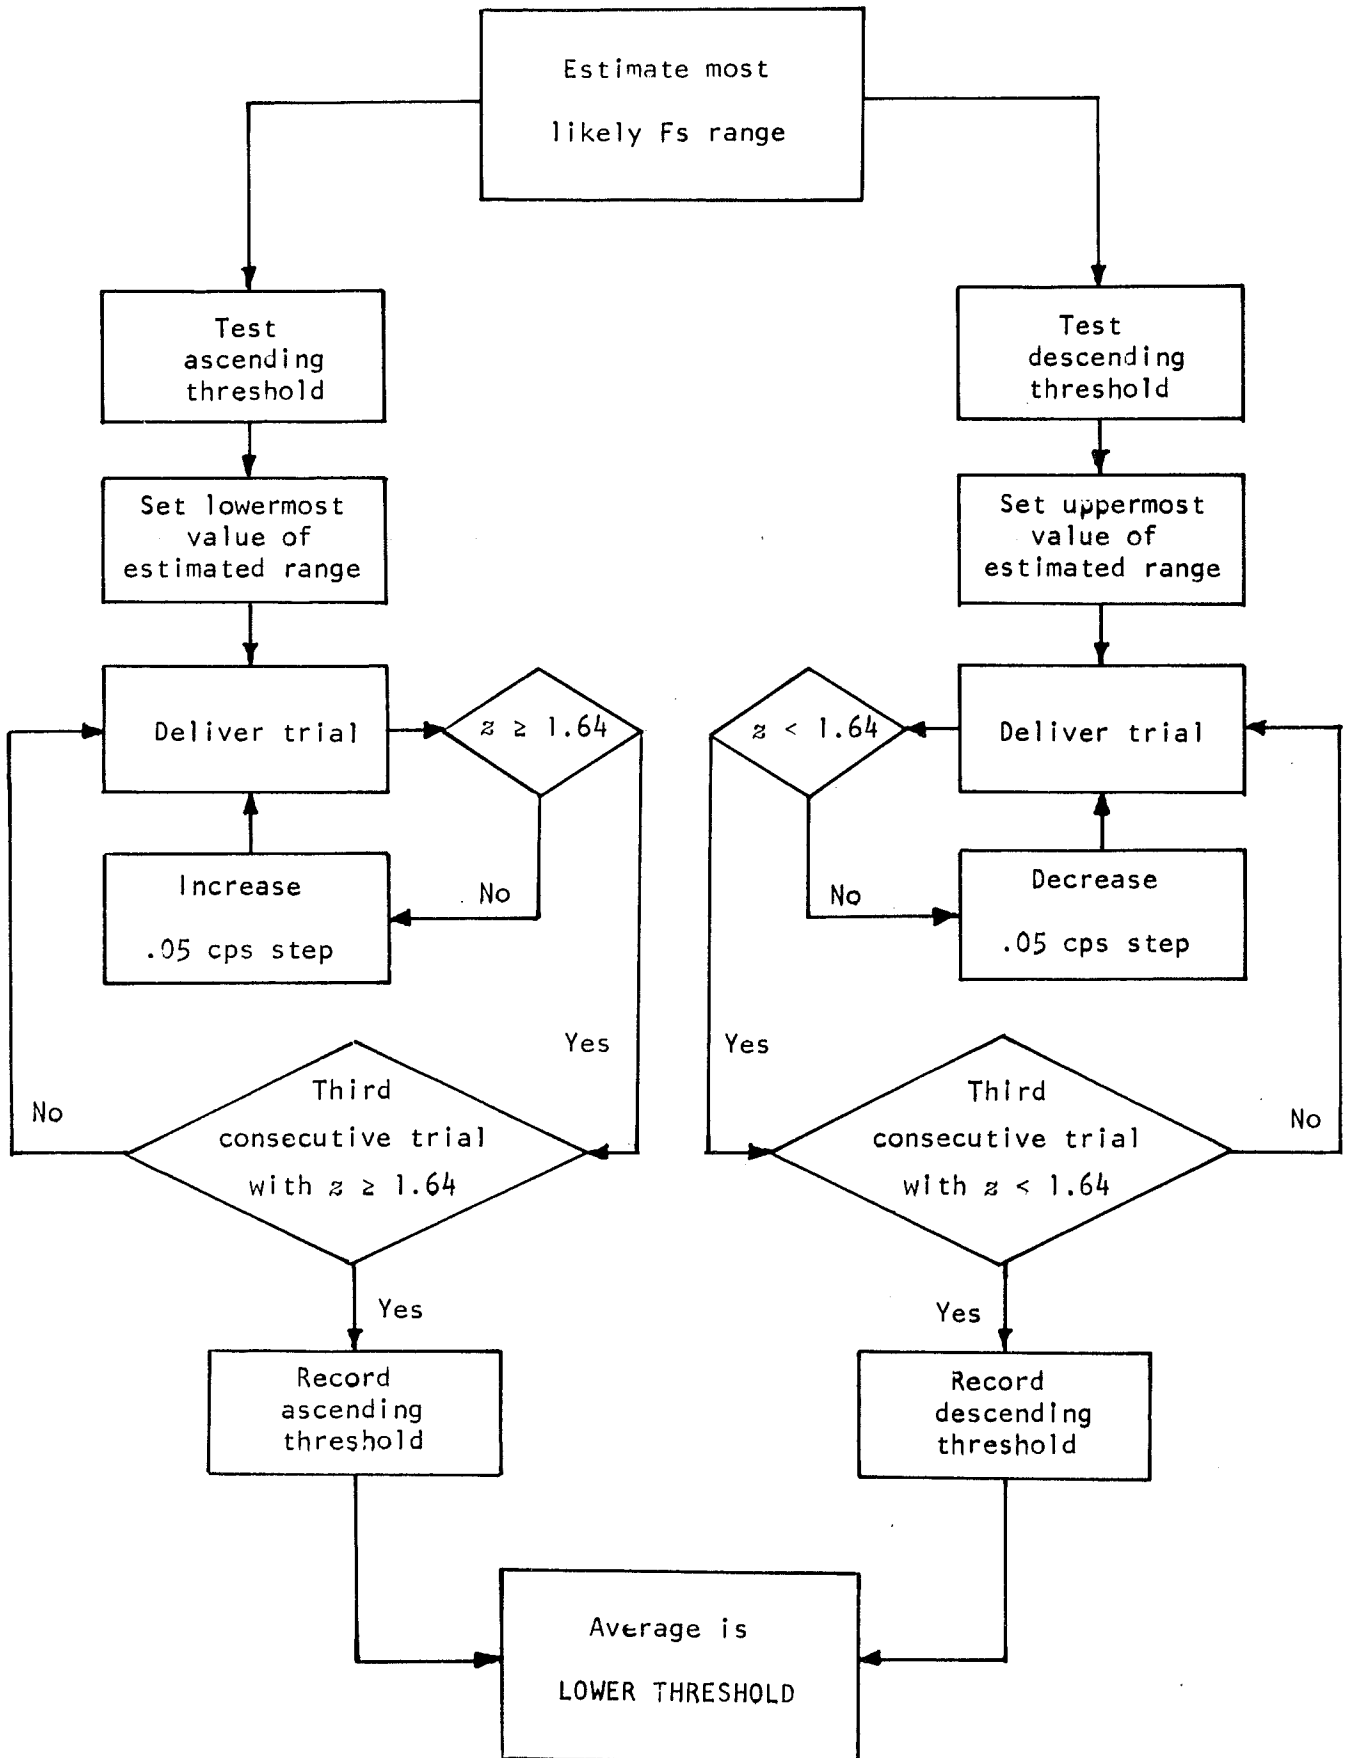 Estimate most
likely Fs range
Test
ascending
threshold
Set lowermost
value of
estimated range
Deliver trial
z ≥ 1.64
Increase
.05 cps step
No
Yes
Third
consecutive trial
with z ≥ 1.64
No
Yes
Record
ascending
threshold
Test
descending
threshold
Set uppermost
value of
estimated range
Deliver trial
z < 1.64
No
Decrease
.05 cps step
Yes
Third
consecutive trial
with z < 1.64
No
Yes
Record
descending
threshold
Average is
LOWER THRESHOLD